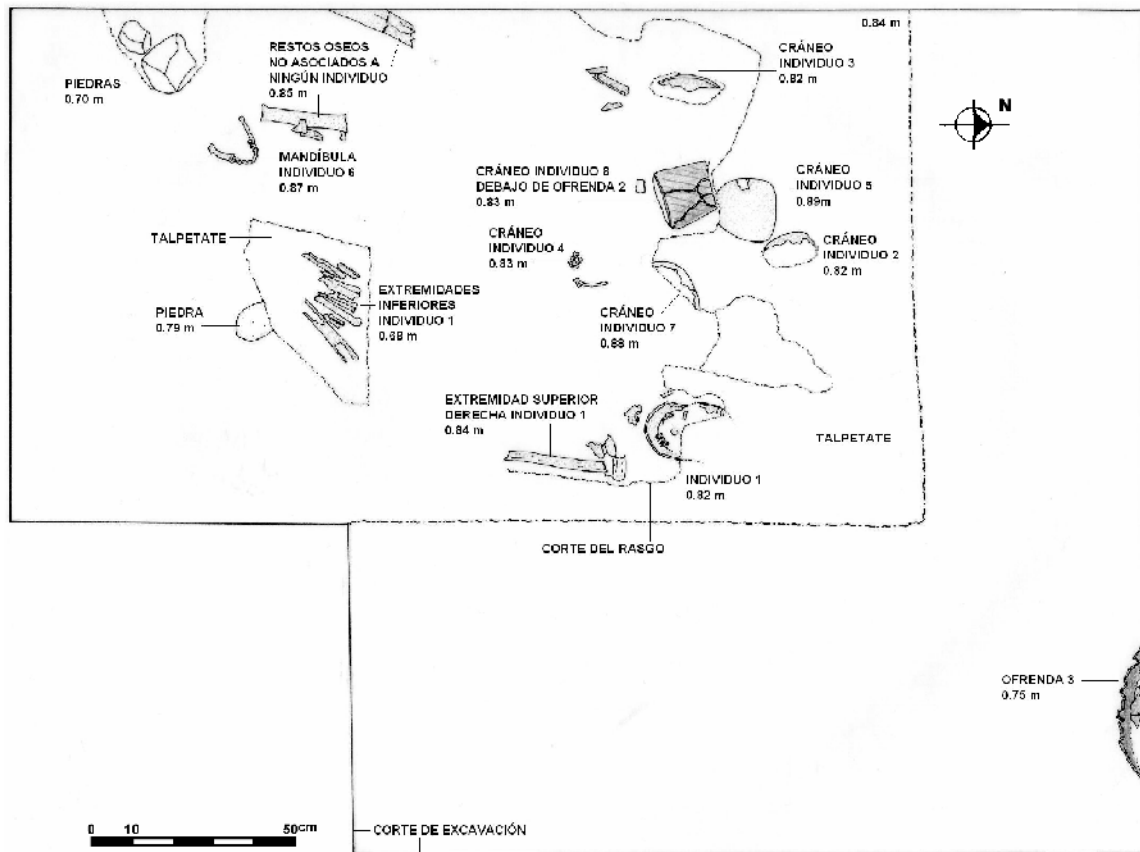 0.84 m
RESTOS OSEOS
NO ASOCIADOS A
NINGÚN INDIVIDUO
0.85 m
CRÁNEO
INDIVIDUO 3
0.82 m
PIEDRAS
0.70 m
N
MANDÍBULA
INDIVIDUO 6
0.87 m
CRÁNEO INDIVIDUO 8
DEBAJO DE OFRENDA 2
0.83 m
CRÁNEO
INDIVIDUO 5
0.89m
TALPETATE
CRÁNEO
INDIVIDUO 4
0.83 m
CRÁNEO
INDIVIDUO 2
0.82 m
EXTREMIDADES
INFERIORES
INDIVIDUO 1
0.68 m
PIEDRA
0.79 m
CRÁNEO
INDIVIDUO 7
0.88 m
EXTREMIDAD SUPERIOR
DERECHA INDIVIDUO 1
0.84 m
TALPETATE
INDIVIDUO 1
0.82 m
CORTE DEL RASGO
OFRENDA 3
0.75 m
0 10 50cm
CORTE DE EXCAVACIÓN